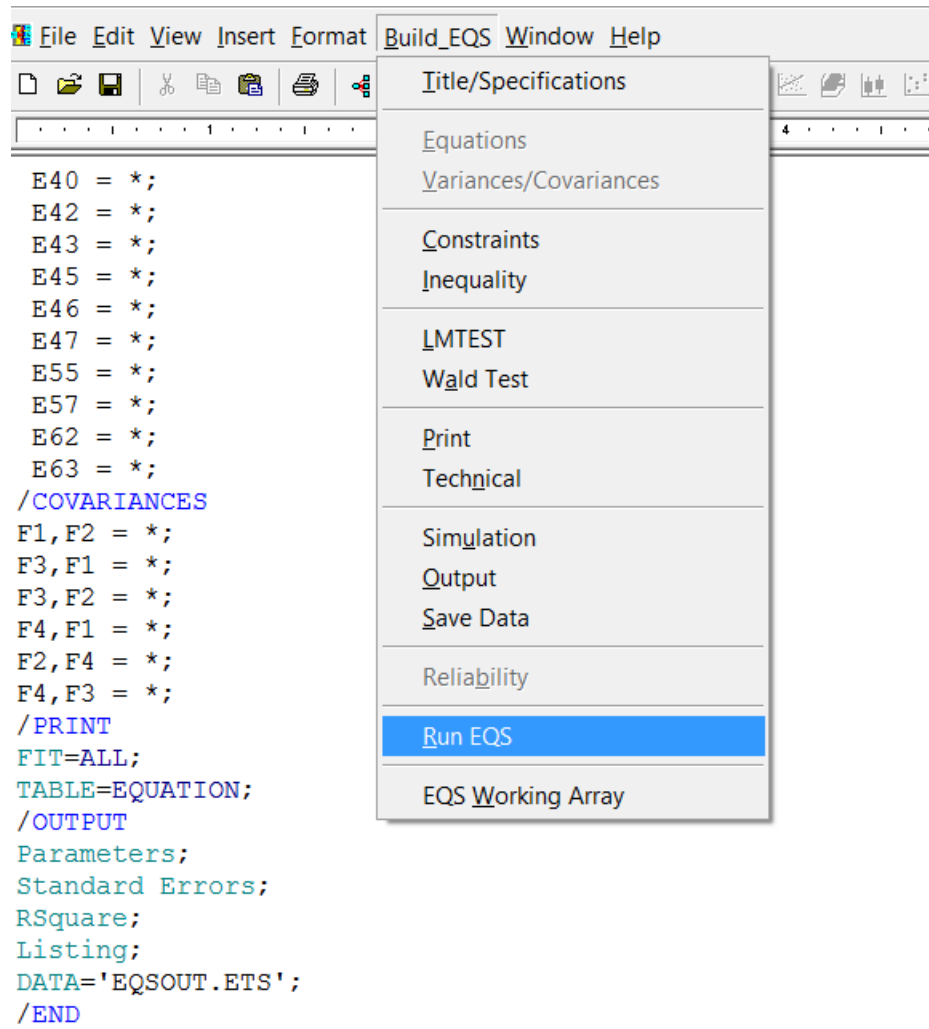 File Edit View Insert Format Build_EQS Window Help
1
4
Title/Specifications
Equations
Variances/Covariances
Constraints
Inequality
LMTEST
Wald Test
Print
Technical
Simulation
Output
Save Data
Reliability
Run EQS
EQS Working Array
E40 = *;
E42 = *;
E43 = *;
E45 = *;
E46 = *;
E47 = *;
E55 = *;
E57 = *;
E62 = *;
E63 = *;
/COVARIANCES
F1,F2 = *;
F3,F1 = *;
F3,F2 = *;
F4,F1 = *;
F2,F4 = *;
F4,F3 = *;
/PRINT
FIT=ALL;
TABLE=EQUATION;
/OUTPUT
Parameters;
Standard Errors;
RSquare;
Listing;
DATA='EQSOUT.ETS';
/END